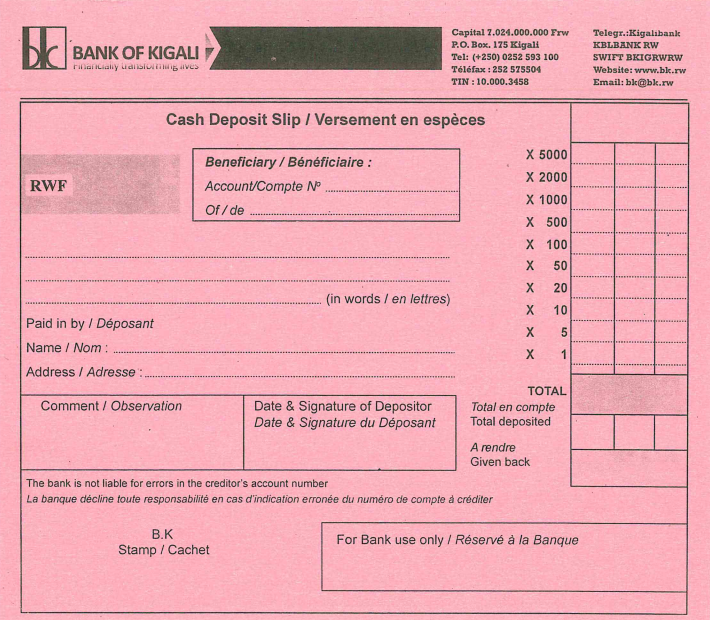 bk
BANK OF KIGALI
Financially transforming lives
Capital 7.024.000.000 Frw
P.O. Box. 175 Kigali
Tel: (+250) 0252 593 100
Téléfax : 252 575504
TIN : 10.000.3458
Telegr.:Kigalibank
KBLBANK RW
SWIFT BKIGRWRW
Website: www.bk.rw
Email: bk@bk.rw
Cash Deposit Slip / Versement en espèces
RWF
Beneficiary / Bénéficiaire :
Account/Compte Nº
Of / de
(in words / en lettres)
Paid in by / Déposant
Name / Nom :
Address / Adresse :
X 5000
X 2000
X 1000
X 500
X 100
X 50
X 20
X 10
X 5
X 1
TOTAL
Total en compte
Total deposited
A rendre
Given back
Comment / Observation
Date & Signature of Depositor
Date & Signature du Déposant
The bank is not liable for errors in the creditor's account number
La banque décline toute responsabilité en cas d'indication erronée du numéro de compte à créditer
B.K
Stamp / Cachet
For Bank use only / Réservé à la Banque